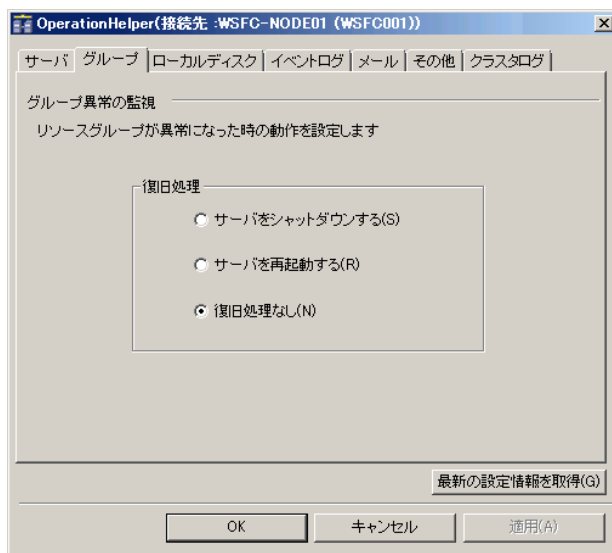 OperationHelper(接続先 :WSFC-NODE01 (WSFC001))
サーバ グループ ローカルディスク イベントログ メール その他 クラスタログ
グループ異常の監視
リソースグループが異常になった時の動作を設定します
復旧処理
サーバをシャットダウンする(S)
サーバを再起動する(R)
復旧処理なし(N)
最新の設定情報を取得(G)
OK キャンセル 適用(A)